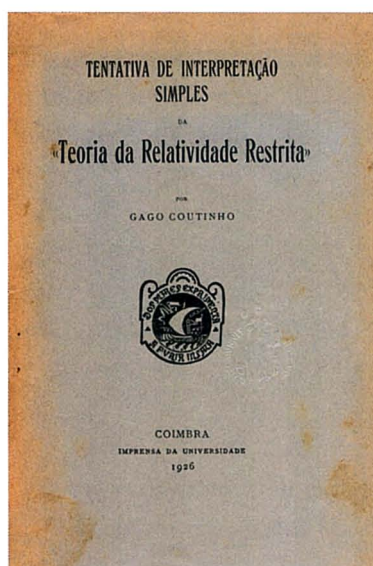 TENTATIVA DE INTERPRETAÇÃO
SIMPLES
DA
«Teoria da Relatividade Restrita»
POR
GAGO COUTINHO
COIMBRA
IMPRENSA DA UNIVERSIDADE
1926